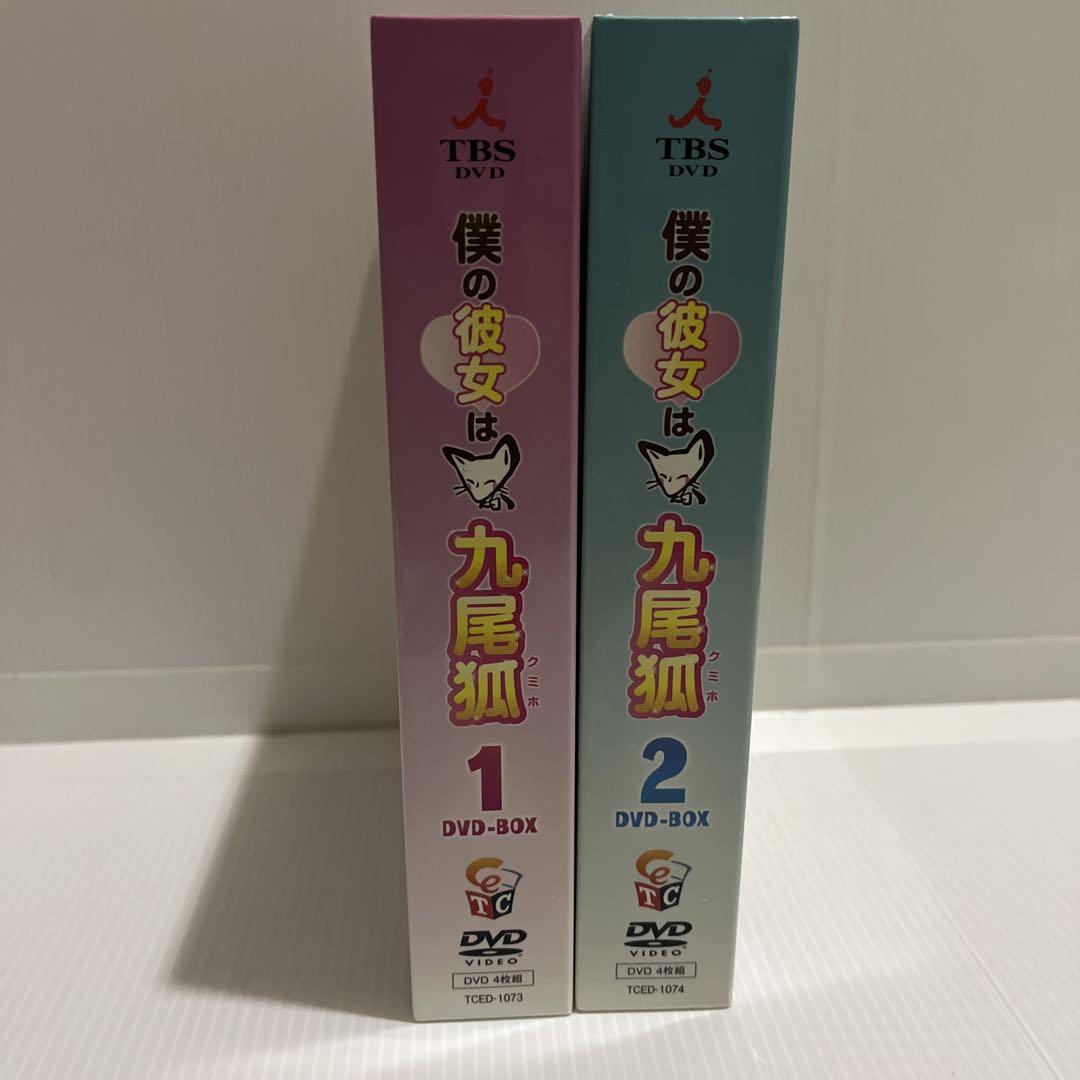 TBS
DVD
僕の彼女は
九尾狐
クミホ
1
DVD-BOX
CeTC
DVD
VIDEO
DVD 4枚組
TCED-1073
TBS
DVD
僕の彼女は
九尾狐
クミホ
2
DVD-BOX
CeTC
DVD
VIDEO
DVD 4枚組
TCED-1074